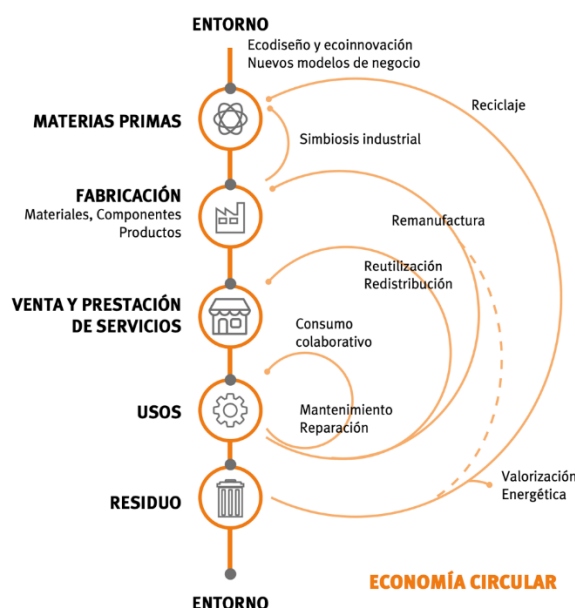 ENTORNO
Ecodiseño y ecoinnovación
Nuevos modelos de negocio
Reciclaje
MATERIAS PRIMAS
Simbiosis industrial
FABRICACIÓN
Materiales, Componentes
Productos
Remanufactura
Reutilización
Redistribución
VENTA Y PRESTACIÓN
DE SERVICIOS
Consumo
colaborativo
USOS
Mantenimiento
Reparación
RESIDUO
Valorización
Energética
ECONOMÍA CIRCULAR
ENTORNO